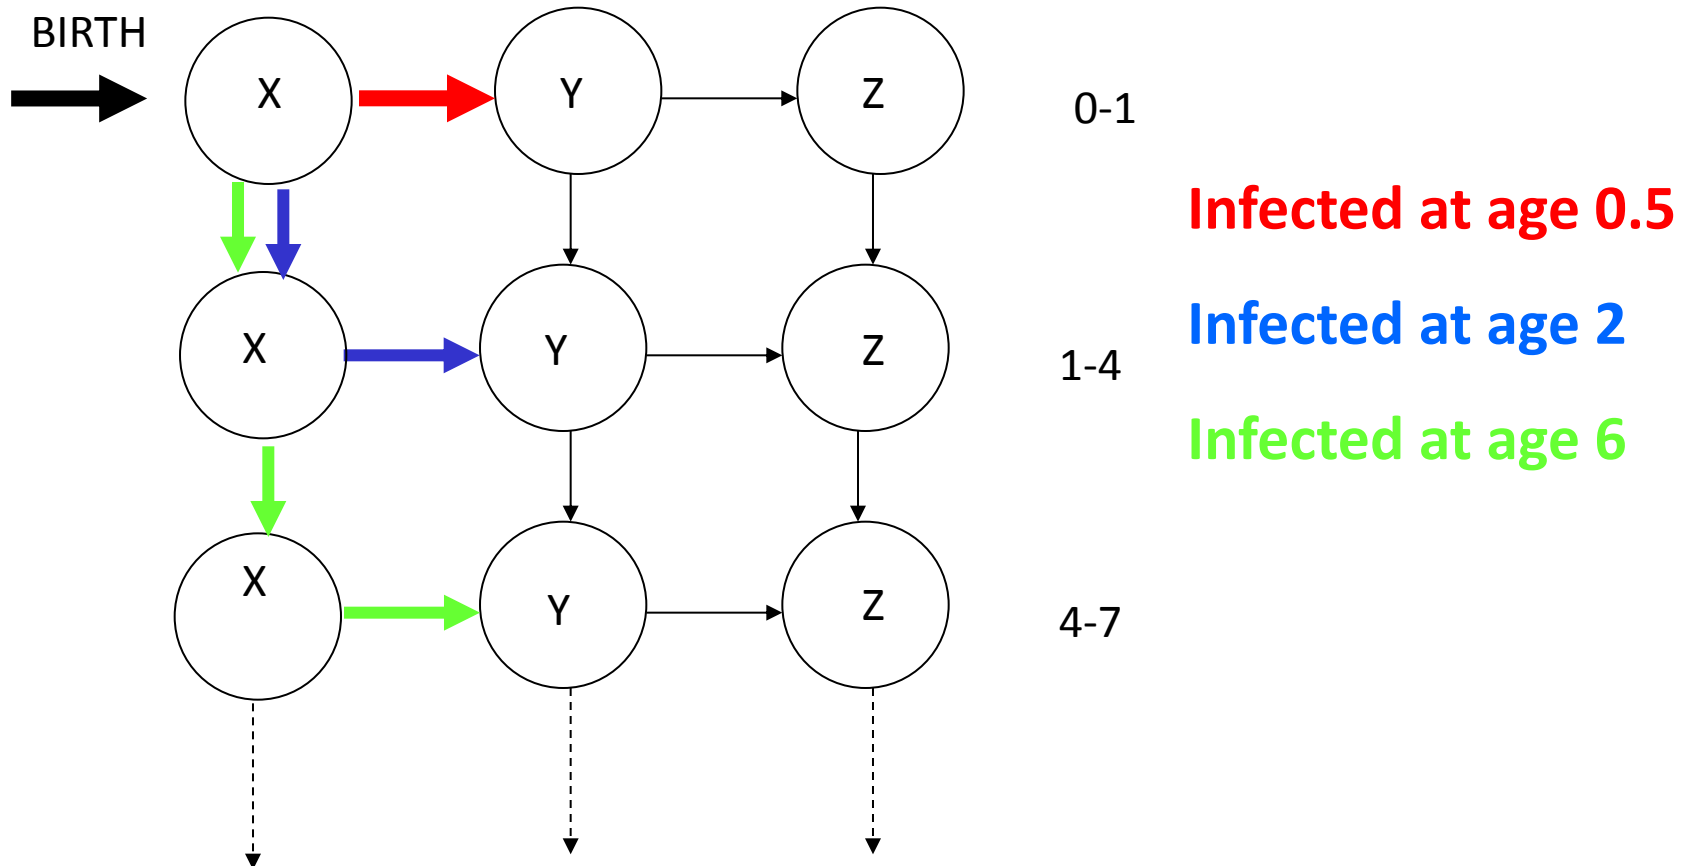 BIRTH
X Y Z 0-1
Infected at age 0.5
Infected at age 2
X Y Z 1-4
Infected at age 6
X Y Z 4-7